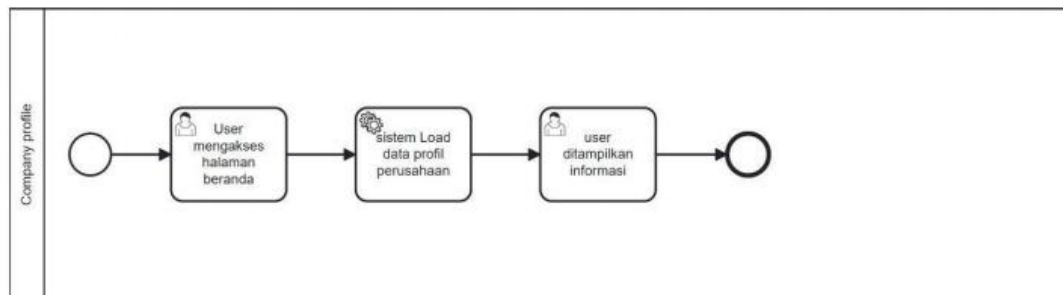 Company profile
User
mengakses
halaman
beranda
sistem Load
data profil
perusahaan
user
ditampilkan
informasi